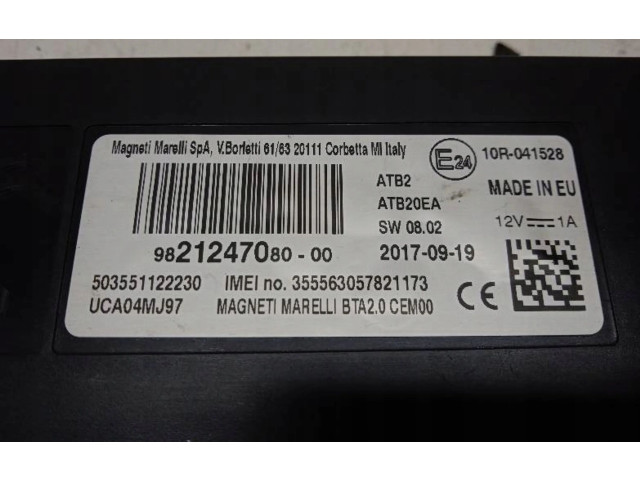 Magneti Marelli SpA, V.Borletti 61/63 20111 Corbetta MI Italy
E24
10R-041528
ATB2
ATB20EA
MADE IN EU
SW 08.02
12V 1A
9821247080-00
2017-09-19
503551122230
IMEI no. 355563057821173
UCA04MJ97
MAGNETI MARELLI BTA2.0 CEM00
CE